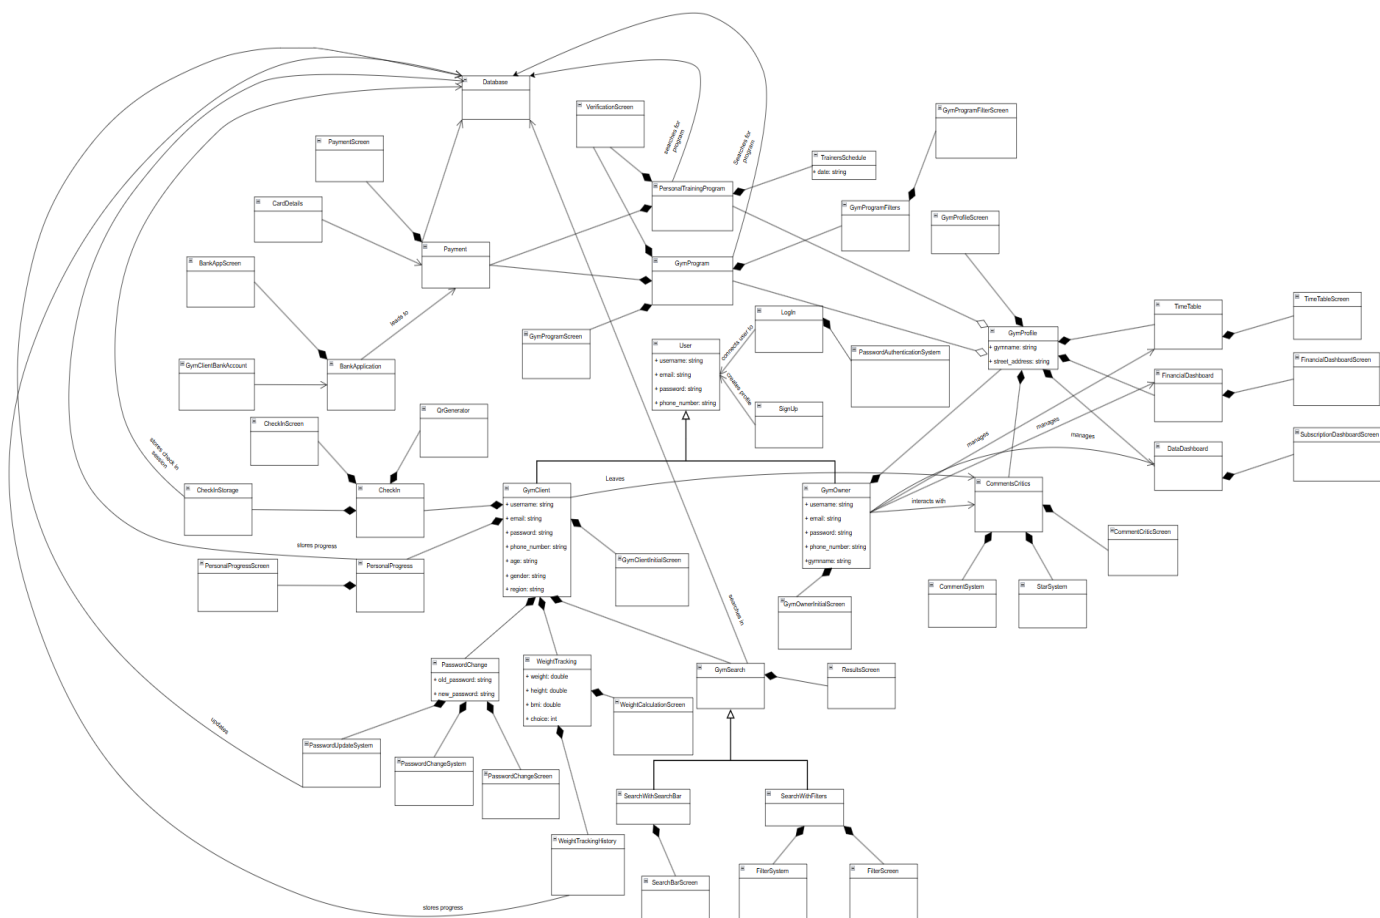 Database
VerificationScreen
GymProgramFilterScreen
PaymentScreen
searches for
program
Searches for
program
TrainersSchedule
+ date: string
PersonalTrainingProgram
CardDetails
GymProgramFilters
GymProfileScreen
Payment
BankAppScreen
GymProgram
leads to
TimeTable
TimeTableScreen
LogIn
connects user to
GymProfile
+ gymname: string
+ street_address: string
GymProgramScreen
User
+ username: string
+ email: string
+ password: string
+ phone_number: string
PasswordAuthenticationSystem
GymClientBankAccount
BankApplication
FinancialDashboard
FinancialDashboardScreen
creates profile
SignUp
QrGenerator
CheckInScreen
manages
manages
manages
DataDashboard
SubscriptionDashboardScreen
stores check in
session
Leaves
CheckInStorage
CheckIn
GymClient
+ username: string
+ email: string
+ password: string
+ phone_number: string
+ age: string
+ gender: string
+ region: string
GymOwner
+ username: string
+ email: string
+ password: string
+ phone_number: string
+gymname: string
interacts with
CommentsCritics
CommentCriticScreen
stores progress
PersonalProgressScreen
PersonalProgress
GymClientInitialScreen
GymOwnerInitialScreen
CommentSystem
StarSystem
searches in
PasswordChange
+ old_password: string
+ new_password: string
WeightTracking
+ weight: double
+ height: double
+ bmi: double
+ choice: int
GymSearch
ResultsScreen
WeightCalculationScreen
updates
PasswordUpdateSystem
PasswordChangeSystem
PasswordChangeScreen
SearchWithSearchBar
SearchWithFilters
WeightTrackingHistory
SearchBarScreen
FilterSystem
FilterScreen
stores progress